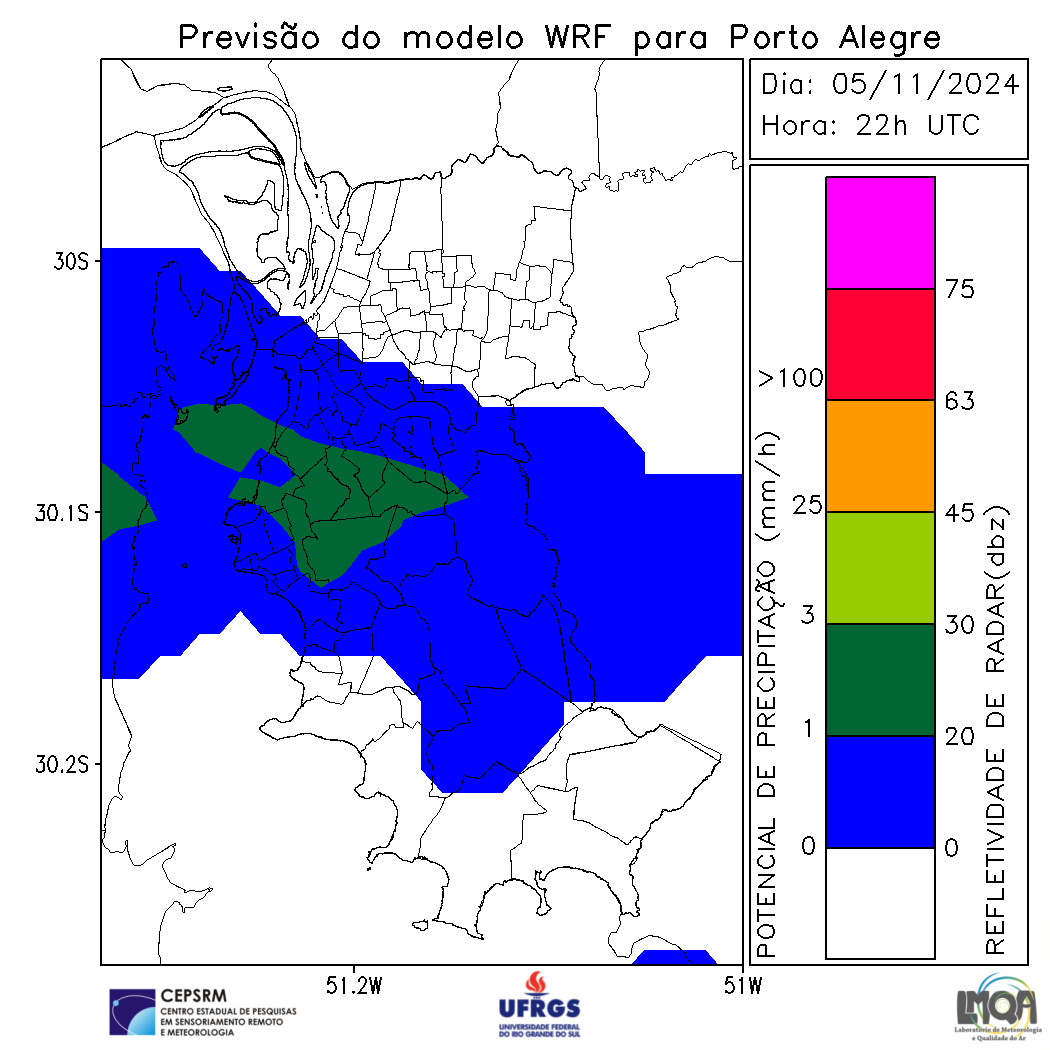 Previsão do modelo WRF para Porto Alegre
Dia: 05/11/2024
Hora: 22h UTC
30S
30.1S
30.2S
51.2W
51W
POTENCIAL DE PRECIPITAÇÃO (mm/h)
>100
25
3
1
0
75
63
45
30
20
0
REFLETIVIDADE DE RADAR(dbz)
CEPSRM
CENTRO ESTADUAL DE PESQUISAS
EM SENSORIAMENTO REMOTO
E METEOROLOGIA
UFRGS
UNIVERSIDADE FEDERAL
DO RIO GRANDE DO SUL
LMQA
Laboratório de Meteorologia
e Qualidade do Ar